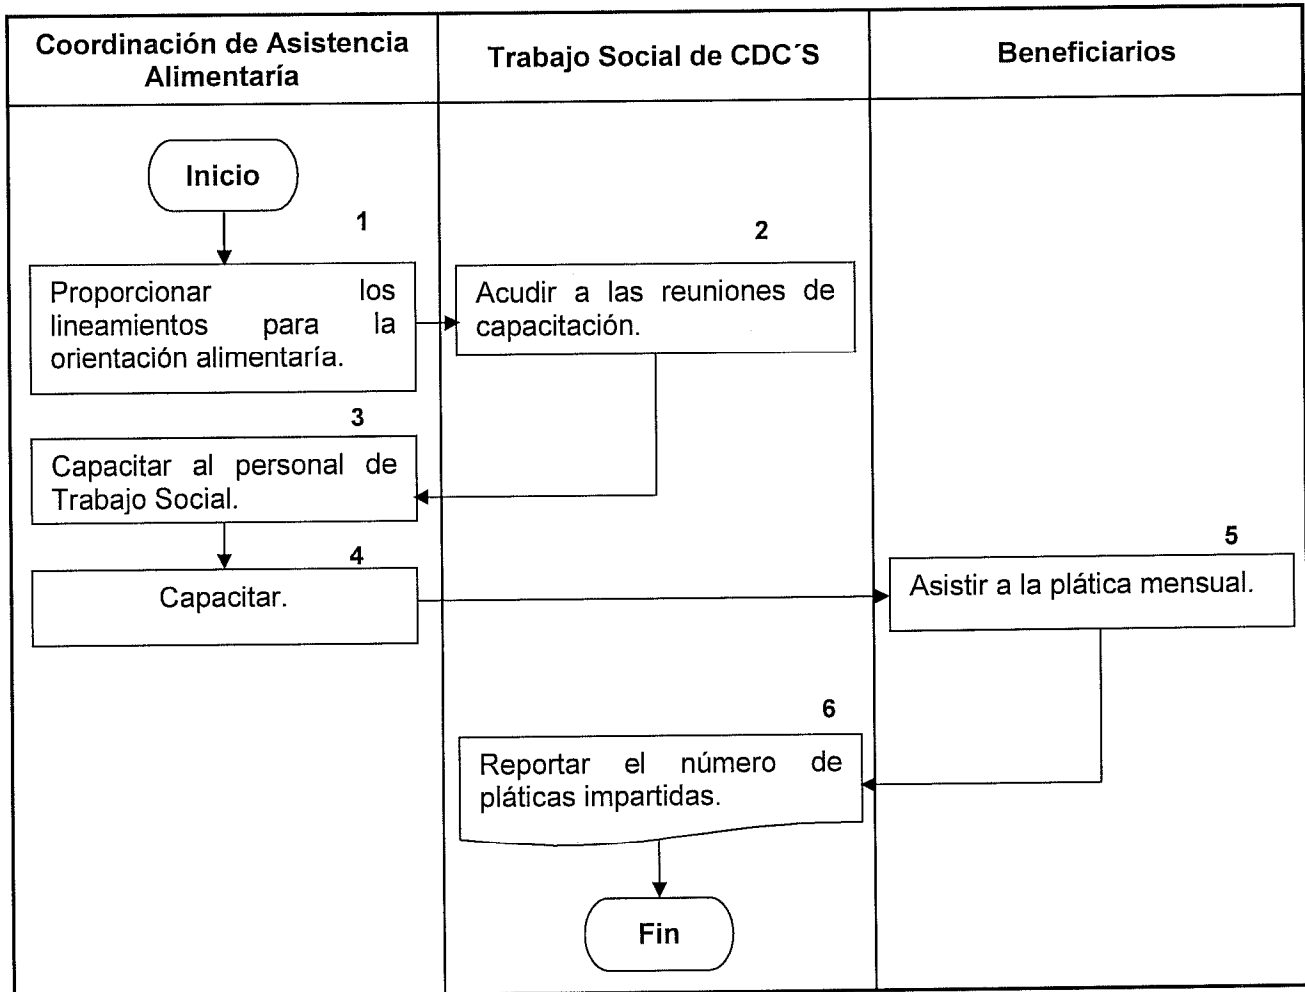 Coordinación de Asistencia
Alimentaría
Trabajo Social de CDC´S
Beneficiarios
Inicio
1
Proporcionar los
lineamientos para la
orientación alimentaría.
2
Acudir a las reuniones de
capacitación.
3
Capacitar al personal de
Trabajo Social.
4
Capacitar.
5
Asistir a la plática mensual.
6
Reportar el número de
pláticas impartidas.
Fin